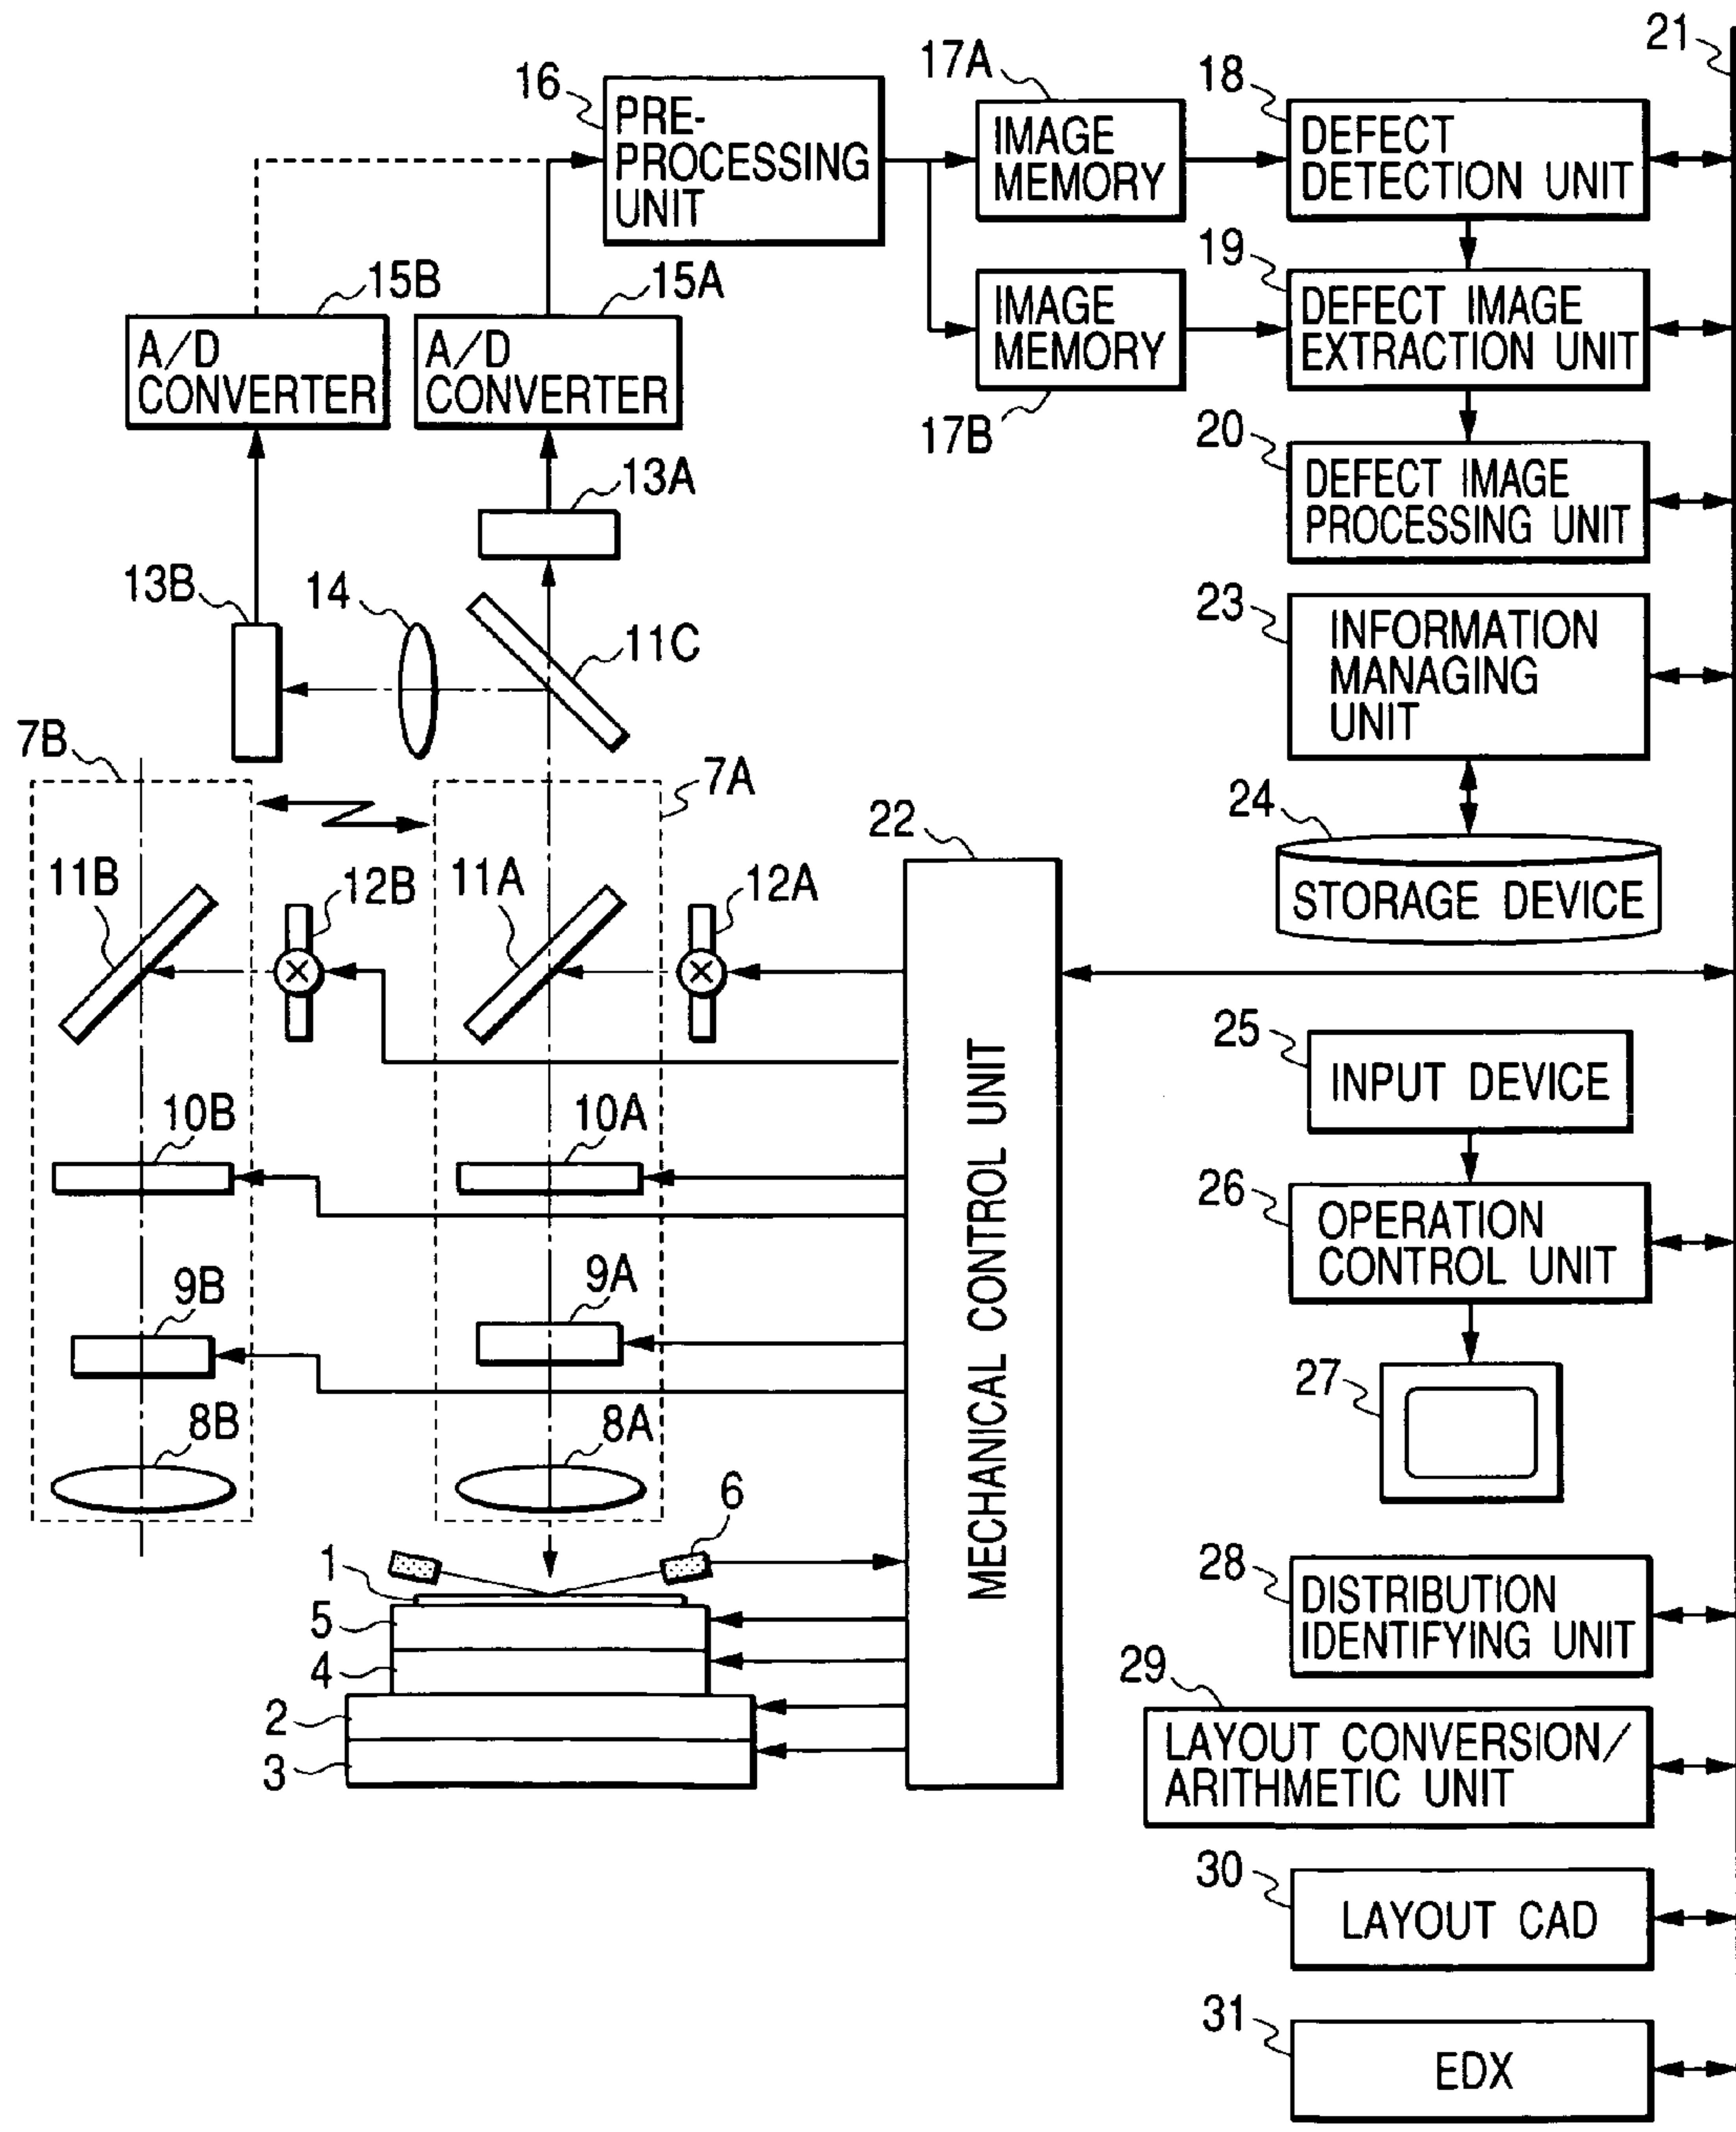 21
17A
18
16
PRE-
PROCESSING
UNIT
IMAGE
MEMORY
DEFECT
DETECTION UNIT
19
15B
15A
IMAGE
MEMORY
DEFECT IMAGE
EXTRACTION UNIT
A/D
CONVERTER
A/D
CONVERTER
17B
20
13A
DEFECT IMAGE
PROCESSING UNIT
13B
14
23
11C
INFORMATION
MANAGING
UNIT
7B
7A
22
24
11B
12B
11A
12A
STORAGE DEVICE
25
INPUT DEVICE
MECHANICAL CONTROL UNIT
10B
10A
26
OPERATION
CONTROL UNIT
9B
9A
27
8B
8A
6
1
28
5
DISTRIBUTION
IDENTIFYING UNIT
4
29
2
3
LAYOUT CONVERSION/
ARITHMETIC UNIT
30
LAYOUT CAD
31
EDX